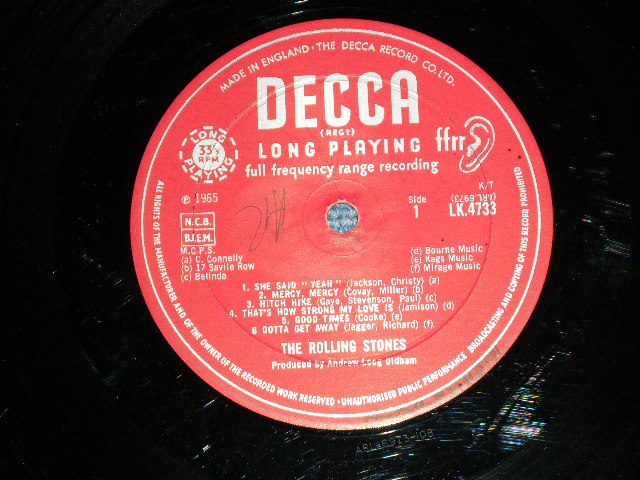 MADE IN ENGLAND · THE DECCA RECORD CO. LTD.
DECCA
(REGD)
LONG PLAYING
ffrr
full frequency range recording
LONG
33⅓
RPM
PLAYING
℗ 1965
Side
1
K/T
(ARL.6973)
LK.4733
N.C.B.
B.I.E.M.
M.C.P.S.
(a) C. Connelly
(b) 17 Savile Row
(c) Belinda
(d) Bourne Music
(e) Kags Music
(f) Mirage Music
1. SHE SAID "YEAH" (Jackson, Christy) (a)
2. MERCY, MERCY (Covay, Miller) (b)
3. HITCH HIKE (Gaye, Stevenson, Paul) (c)
4. THAT'S HOW STRONG MY LOVE IS (Jamison) (d)
5. GOOD TIMES (Cooke) (e)
6 GOTTA GET AWAY (Jagger, Richard) (f)
THE ROLLING STONES
Produced by Andrew Loog Oldham
ALL RIGHTS OF THE MANUFACTURER AND OF THE OWNER OF THE RECORDED WORK RESERVED · UNAUTHORISED PUBLIC PERFORMANCE BROADCASTING AND COPYING OF THIS RECORD PROHIBITED